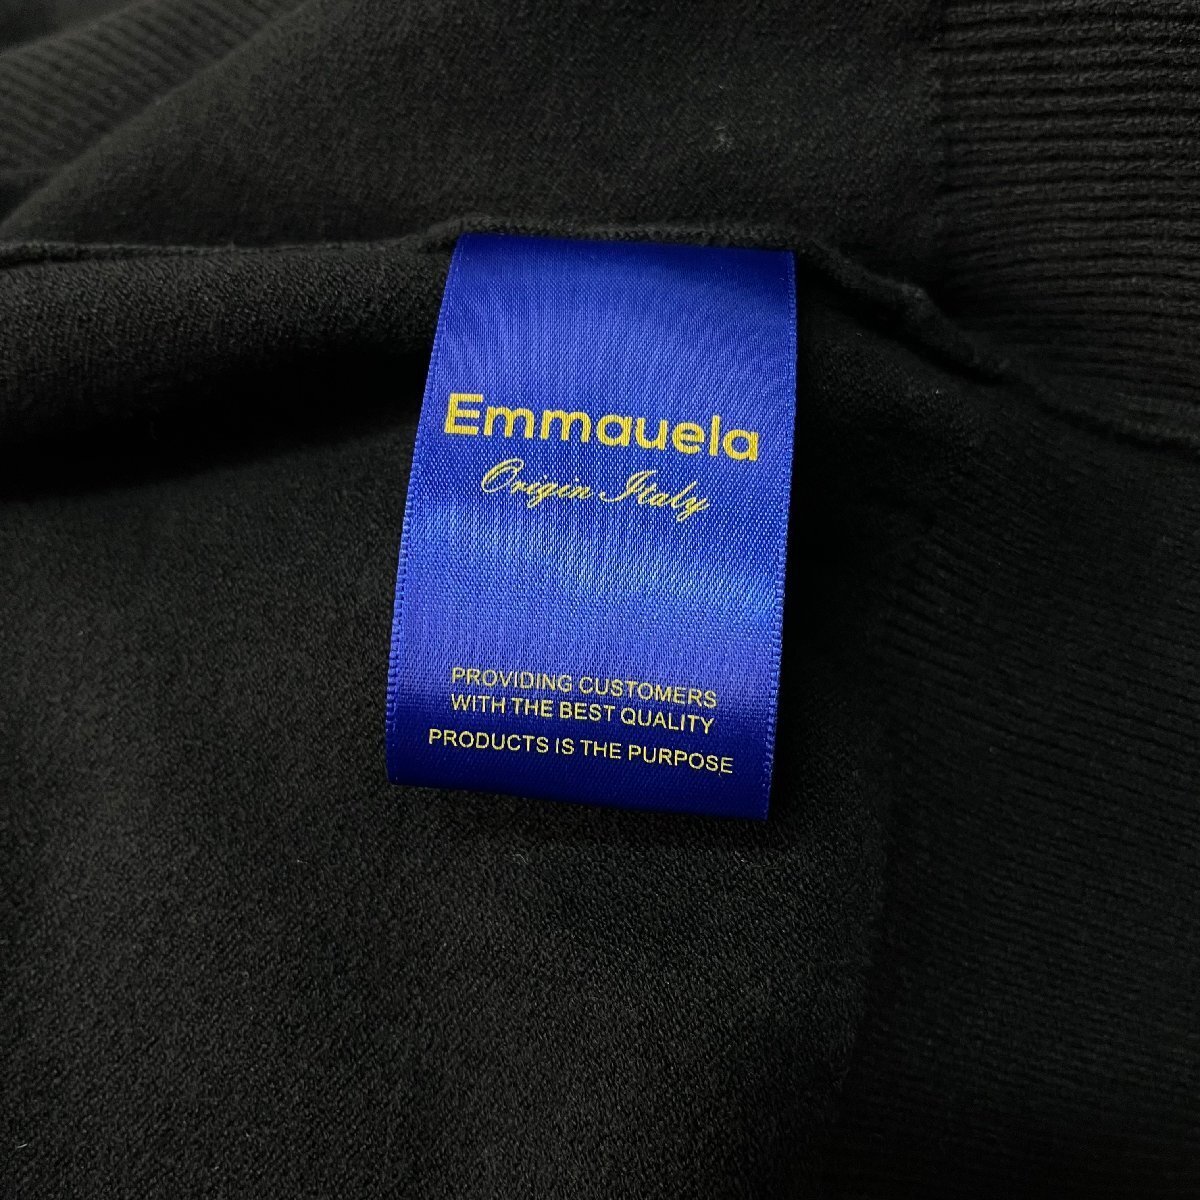 Emmauela
Origin Italy
PROVIDING CUSTOMERS
WITH THE BEST QUALITY
PRODUCTS IS THE PURPOSE